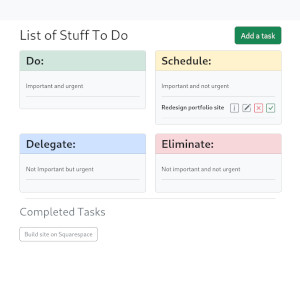 List of Stuff To Do
Add a task
Do:
Important and urgent
Schedule:
Important and not urgent
Redesign portfolio site
Delegate:
Not Important but urgent
Eliminate:
Not important and not urgent
Completed Tasks
Build site on Squarespace